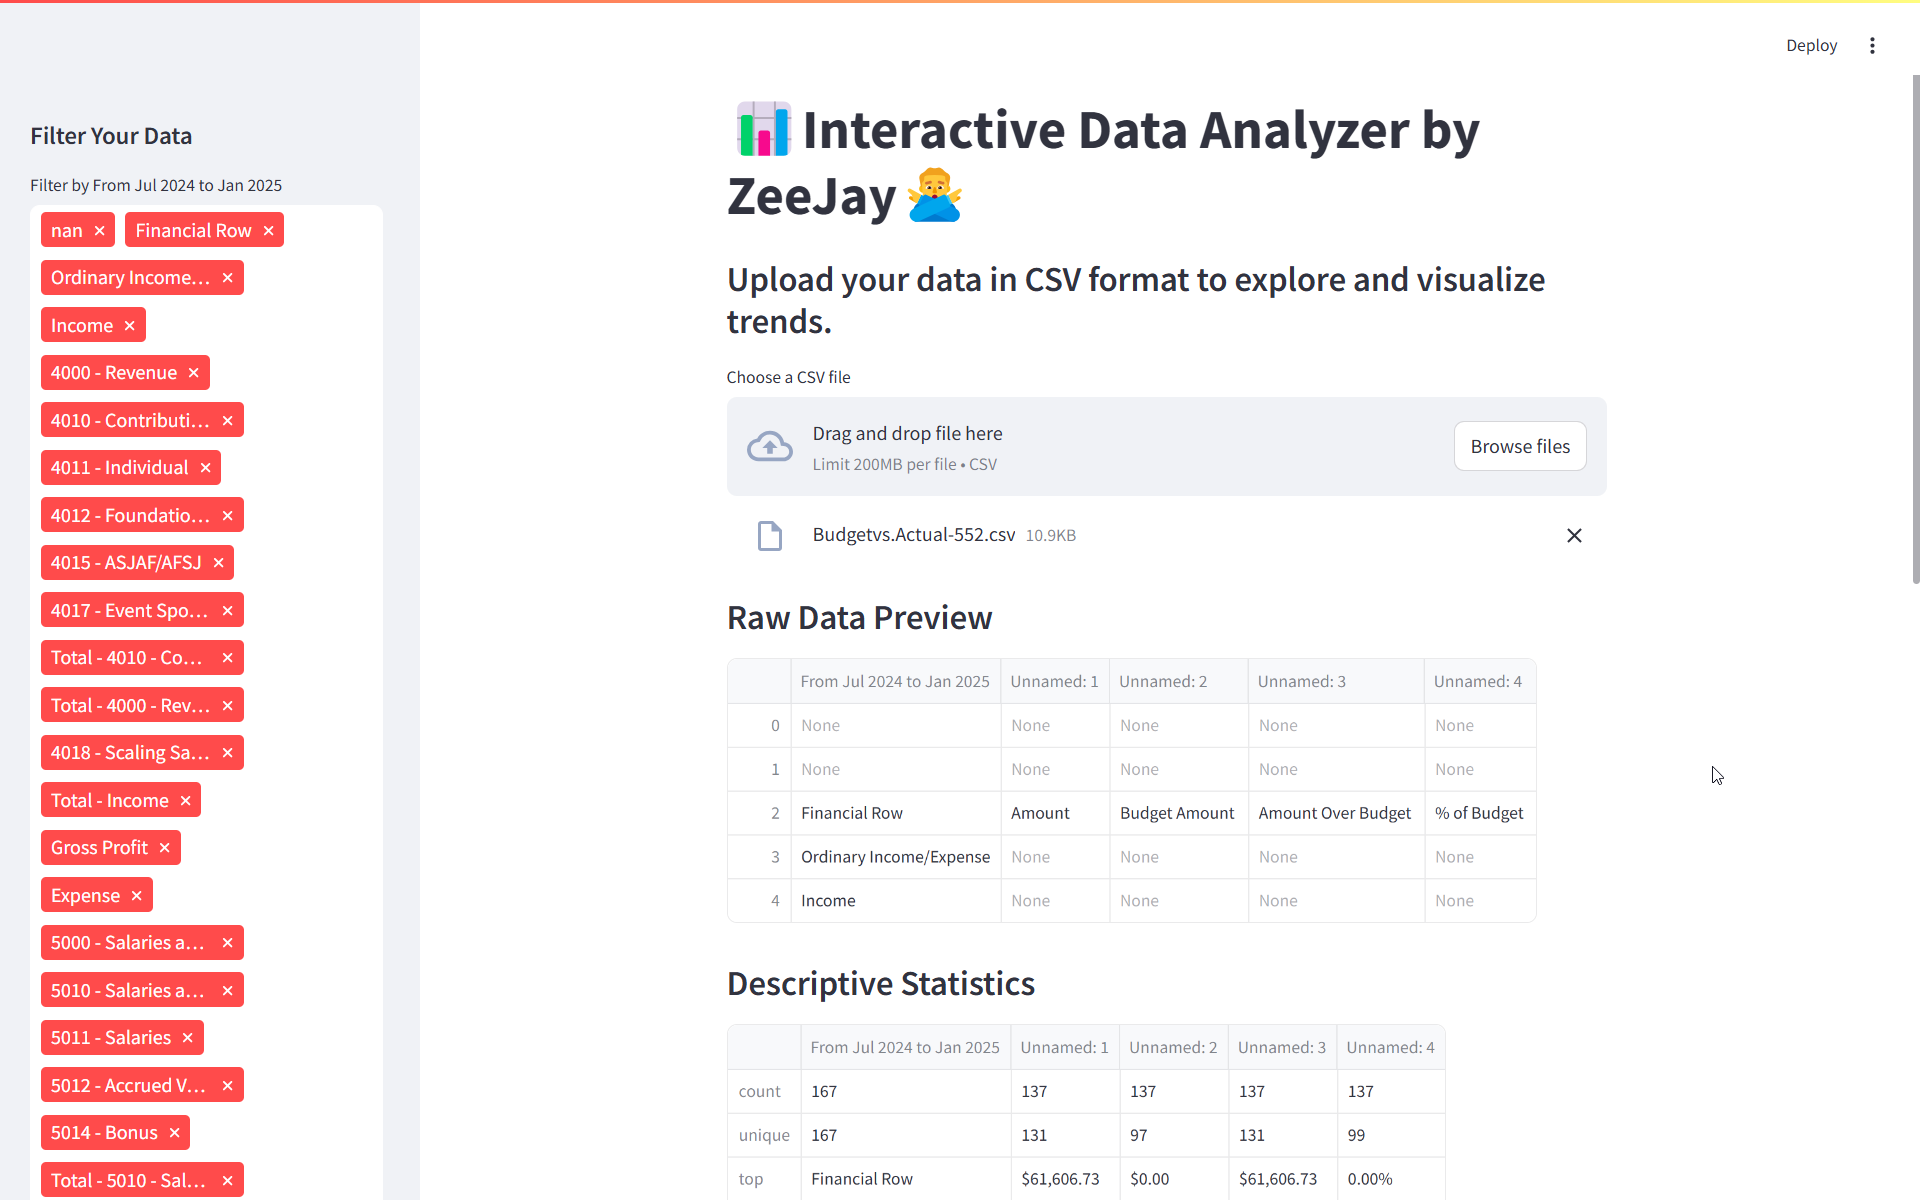 Deploy
Filter Your Data
Filter by From Jul 2024 to Jan 2025
nan
Financial Row
Ordinary Income...
Income
4000 - Revenue
4010 - Contributi...
4011 - Individual
4012 - Foundatio...
4015 - ASJAF/AFSJ
4017 - Event Spo...
Total - 4010 - Co...
Total - 4000 - Rev...
4018 - Scaling Sa...
Total - Income
Gross Profit
Expense
5000 - Salaries a...
5010 - Salaries a...
5011 - Salaries
5012 - Accrued V...
5014 - Bonus
Total - 5010 - Sal...
Interactive Data Analyzer by
ZeeJay
Upload your data in CSV format to explore and visualize
trends.
Choose a CSV file
Drag and drop file here
Limit 200MB per file • CSV
Browse files
Budgetvs.Actual-552.csv 10.9KB
Raw Data Preview
From Jul 2024 to Jan 2025 Unnamed: 1 Unnamed: 2 Unnamed: 3 Unnamed: 4
0 None None None None None
1 None None None None None
2 Financial Row Amount Budget Amount Amount Over Budget % of Budget
3 Ordinary Income/Expense None None None None
4 Income None None None None
Descriptive Statistics
From Jul 2024 to Jan 2025 Unnamed: 1 Unnamed: 2 Unnamed: 3 Unnamed: 4
count 167 137 137 137 137
unique 167 131 97 131 99
top Financial Row $61,606.73 $0.00 $61,606.73 0.00%